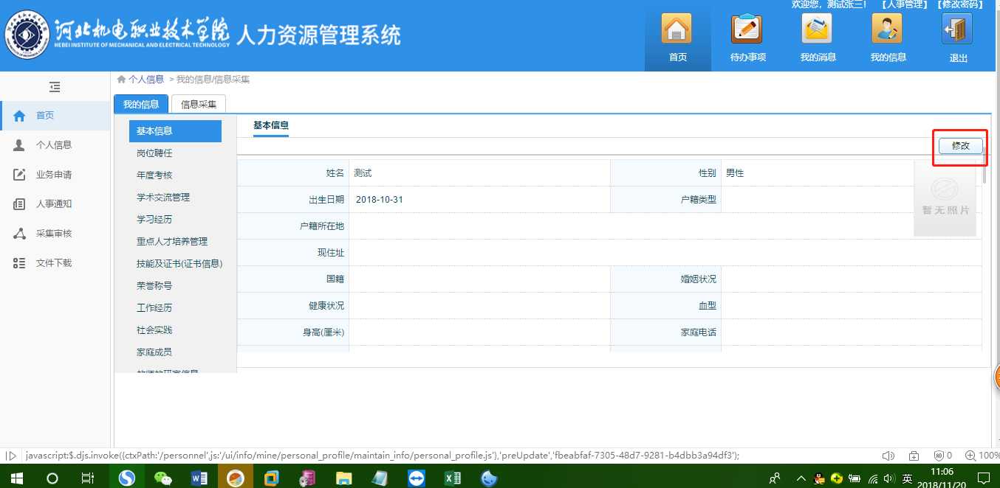 欢迎您，测试张三！ 【人事管理】 【修改密码】
河北机电职业技术学院 人力资源管理系统
HEBEI INSTITUTE OF MECHANICAL AND ELECTRICAL TECHNOLOGY
首页 待办事项 我的消息 我的信息 退出
个人信息 > 我的信息/信息采集
我的信息 信息采集
首页
个人信息
业务申请
人事通知
采集审核
文件下载
基本信息
岗位聘任
年度考核
学术交流管理
学习经历
重点人才培养管理
技能及证书(证书信息)
荣誉称号
工作经历
社会实践
家庭成员
基本信息
修改
姓名 测试 性别 男性
出生日期 2018-10-31 户籍类型
暂无照片
户籍所在地
现住址
国籍 婚姻状况
健康状况 血型
身高(厘米) 家庭电话
javascript:$.djs.invoke({ctxPath:'/personnel',js:'/ui/info/mine/personal_profile/maintain_info/personal_profile.js'},'preUpdate','fbeabfaf-7305-48d7-9281-b4dbb3a94df3');
0 100%
英
11:06
2018/11/20